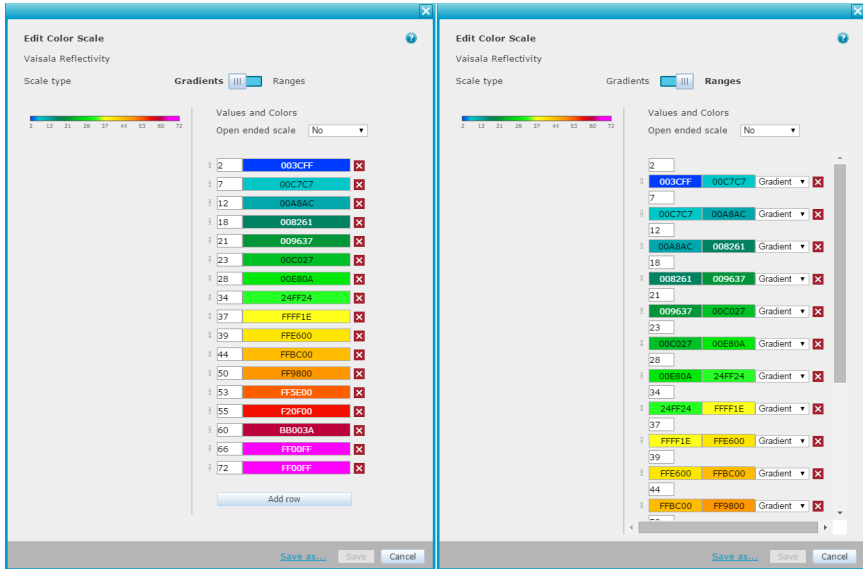 Edit Color Scale
Vaisala Reflectivity
Scale type Gradients Ranges
2 12 21 28 37 44 53 60 72
Values and Colors
Open ended scale No
2 003CFF
7 00C7C7
12 00A8AC
18 008261
21 009637
23 00C027
28 00E80A
34 24FF24
37 FFFF1E
39 FFE600
44 FFBC00
50 FF9800
53 FF5E00
55 F20F00
60 BB003A
66 FF00FF
72 FF00FF
Add row
Save as... Save Cancel
Edit Color Scale
Vaisala Reflectivity
Scale type Gradients Ranges
2 12 21 28 37 44 53 60 72
Values and Colors
Open ended scale No
2
003CFF 00C7C7 Gradient
7
00C7C7 00A8AC Gradient
12
00A8AC 008261 Gradient
18
008261 009637 Gradient
21
009637 00C027 Gradient
23
00C027 00E80A Gradient
28
00E80A 24FF24 Gradient
34
24FF24 FFFF1E Gradient
37
FFFF1E FFE600 Gradient
39
FFE600 FFBC00 Gradient
44
FFBC00 FF9800 Gradient
Save as... Save Cancel